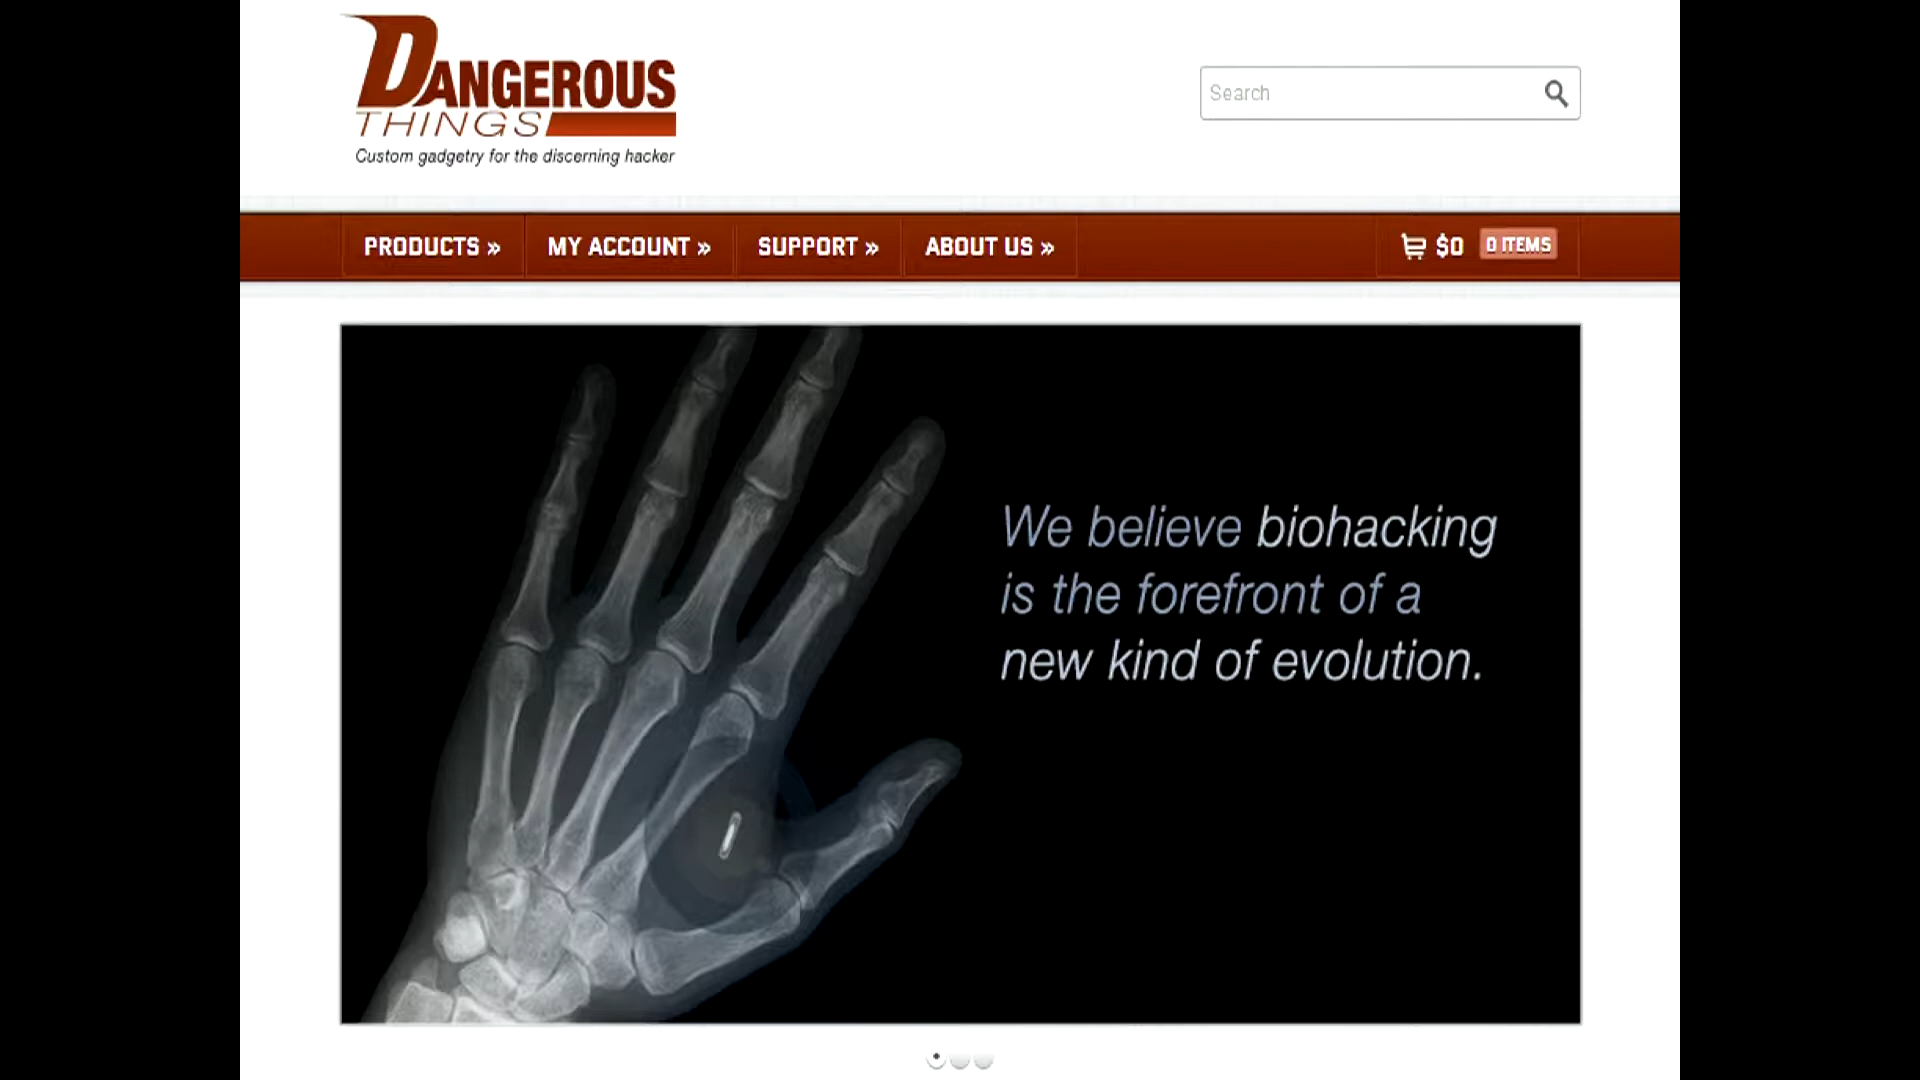 DANGEROUS
THINGS
Custom gadgetry for the discerning hacker
Search
PRODUCTS » MY ACCOUNT » SUPPORT » ABOUT US » $0 0 ITEMS
We believe biohacking
is the forefront of a
new kind of evolution.